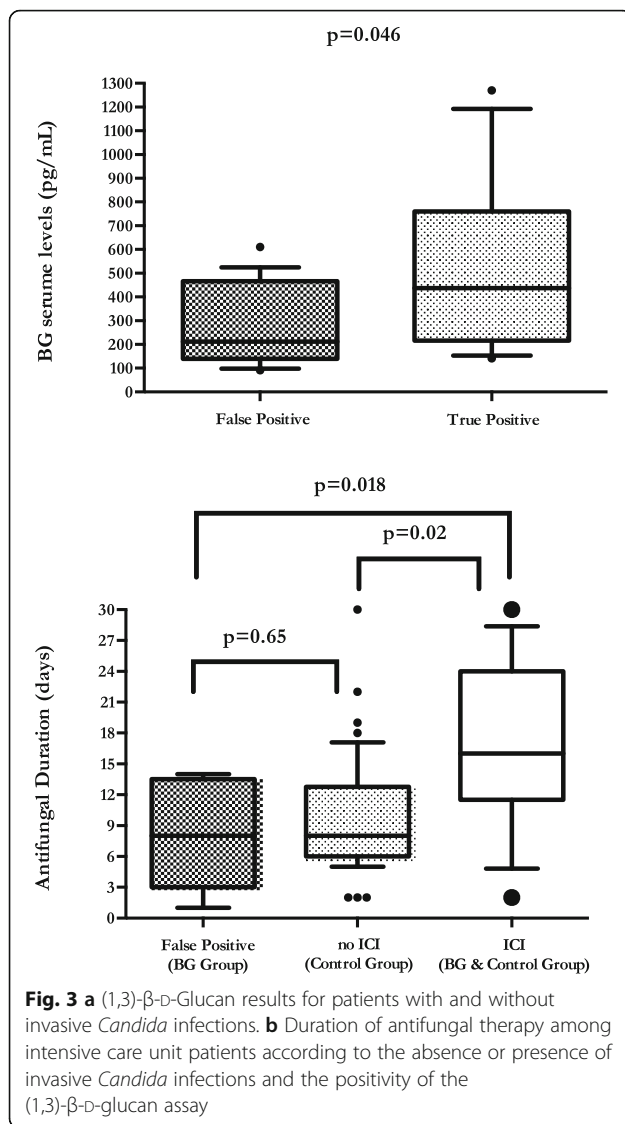 p=0.046
1300
1200
1100
1000
900
800
700
600
500
400
300
200
100
0
BG serume levels (pg/mL)
False Positive
True Positive
p=0.018
p=0.02
p=0.65
30
27
24
21
18
15
12
9
6
3
0
Antifungal Duration (days)
False Positive
(BG Group)
no ICI
(Control Group)
ICI
(BG & Control Group)
Fig. 3 a (1,3)-β-D-Glucan results for patients with and without
invasive Candida infections. b Duration of antifungal therapy among
intensive care unit patients according to the absence or presence of
invasive Candida infections and the positivity of the
(1,3)-β-D-glucan assay